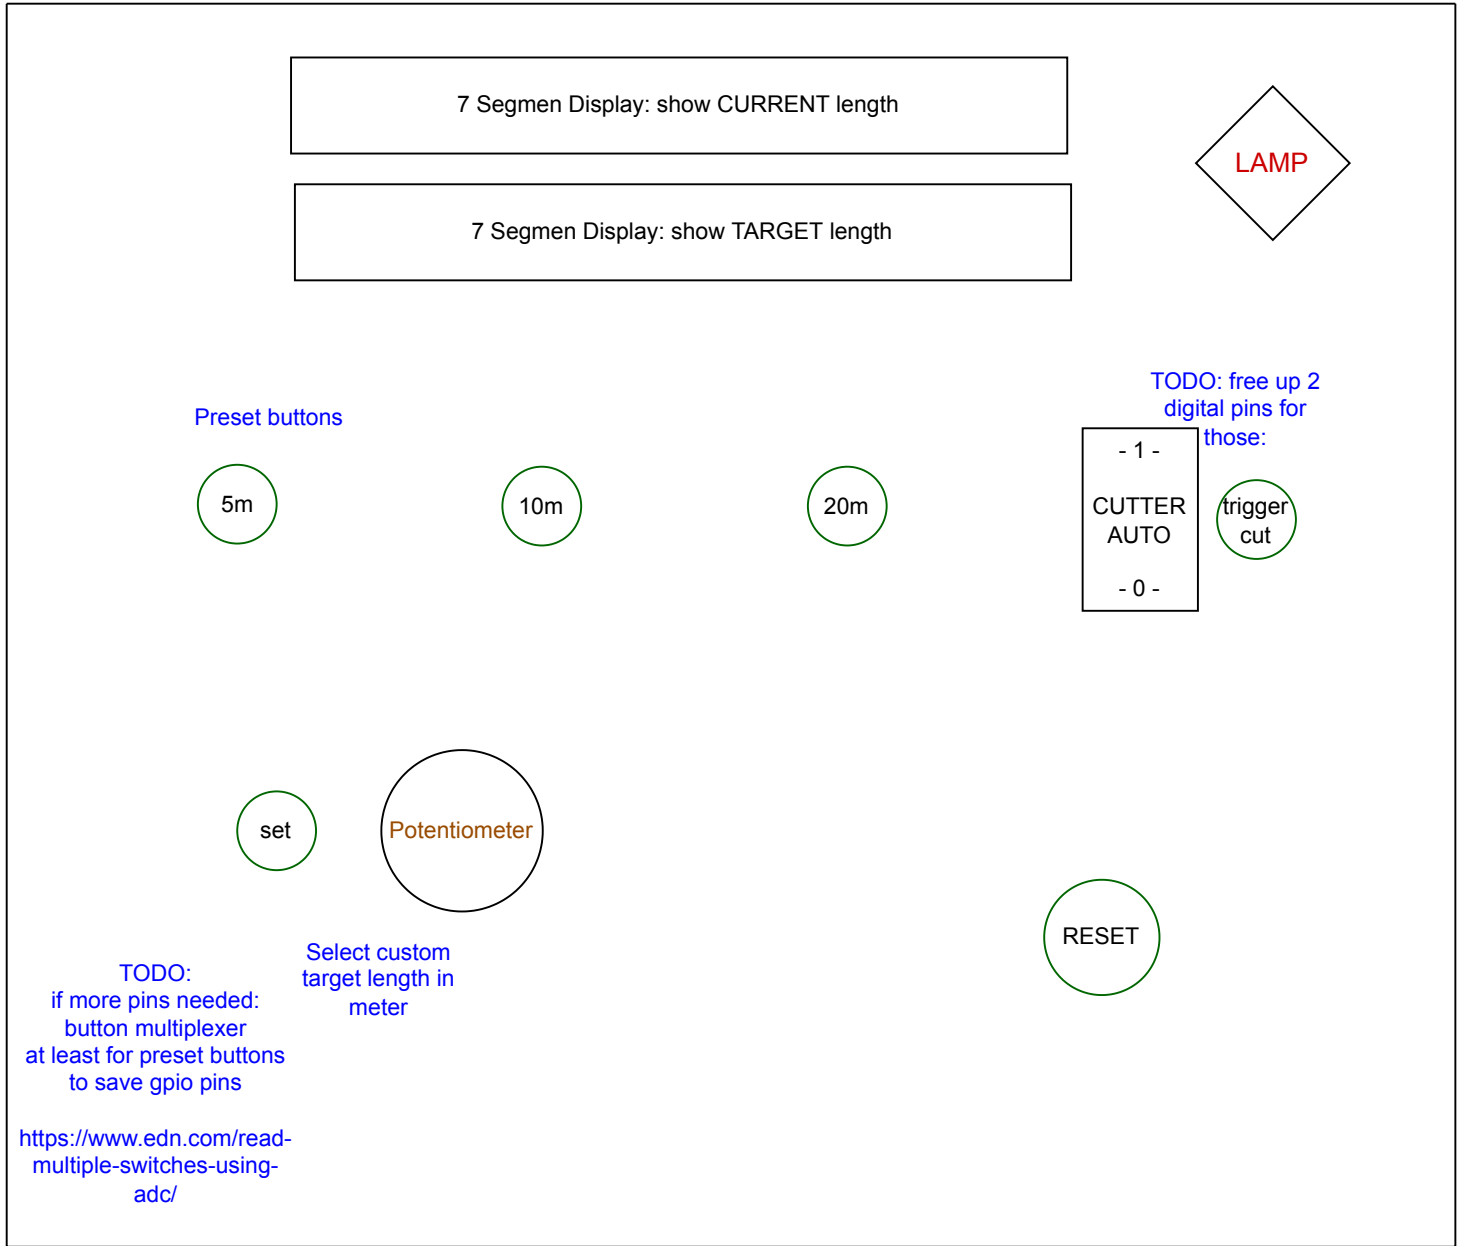 7 Segmen Display: show CURRENT length
LAMP
7 Segmen Display: show TARGET length
TODO: free up 2
digital pins for
those:
Preset buttons
5m
10m
20m
- 1 -
CUTTER
AUTO
- 0 -
trigger
cut
set
Potentiometer
Select custom
target length in
meter
RESET
TODO:
if more pins needed:
button multiplexer
at least for preset buttons
to save gpio pins
https://www.edn.com/read-
multiple-switches-using-
adc/